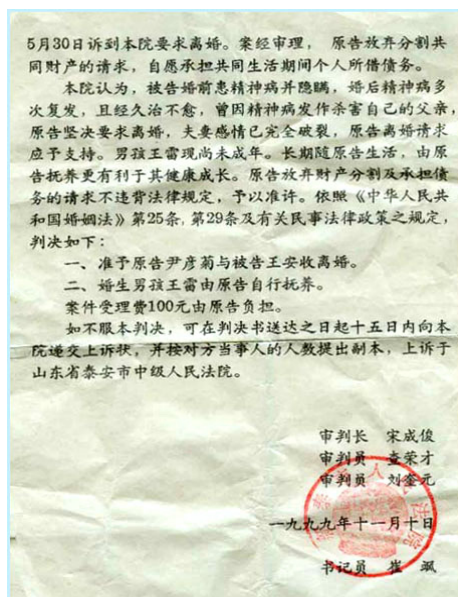 5月30日诉到本院要求离婚。案经审理, 原告放弃分割共
同财产的请求，自愿承担共同生活期间个人所借债务。
本院认为，被告婚前患精神病并隐瞒，婚后精神病多
次复发，且经久治不愈，曾因精神病发作杀害自己的父亲，
原告坚决要求离婚，夫妻感情已完全破裂，原告离婚请求
应予支持。男孩王雷现尚未成年。长期随原告生活，由原
告抚养更有利于其健康成长。原告放弃财产分割及承担债
务的请求不违背法律规定，予以准许。依照《中华人民共
和国婚姻法》第25条，第29条及有关民事法律政策之规定，
判决如下：
一、准予原告尹彦菊与被告王安收离婚。
二、婚生男孩王雷由原告自行抚养。
案件受理费100元由原告负担。
如不服本判决，可在判决书送达之日起十五日内向本
院递交上诉状，并按对方当事人的人数提出副本，上诉于
山东省泰安市中级人民法院。
审判长 宋成俊
审判员 查荣才
审判员 刘奎元
一九九九年十一月十日
书记员 崔 飒